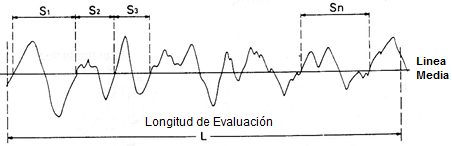 S1 S2 S3 Sn
Linea
Media
Longitud de Evaluación
L